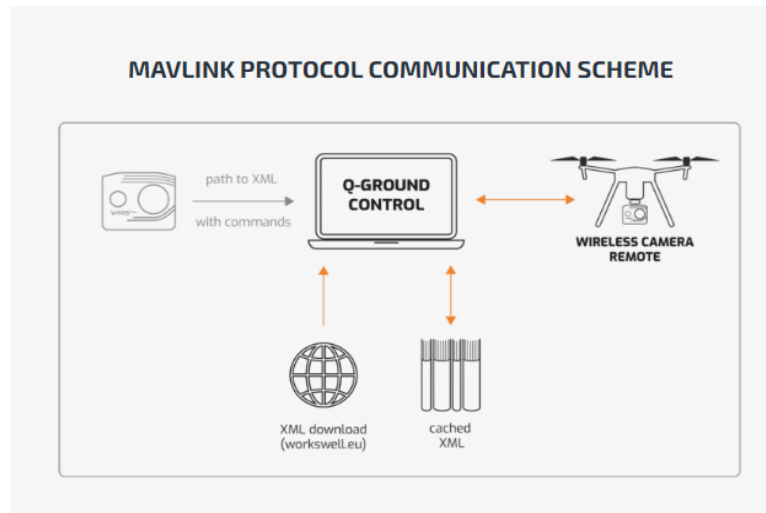 MAVLINK PROTOCOL COMMUNICATION SCHEME
path to XML
with commands
WIRIS
Q-GROUND
CONTROL
WIRELESS CAMERA
REMOTE
XML download
(workswell.eu)
cached
XML